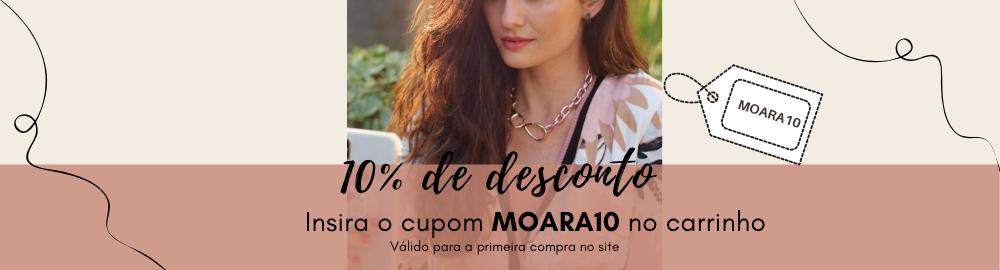 MOARA10
10% de desconto
Insira o cupom MOARA10 no carrinho
Válido para a primeira compra no site